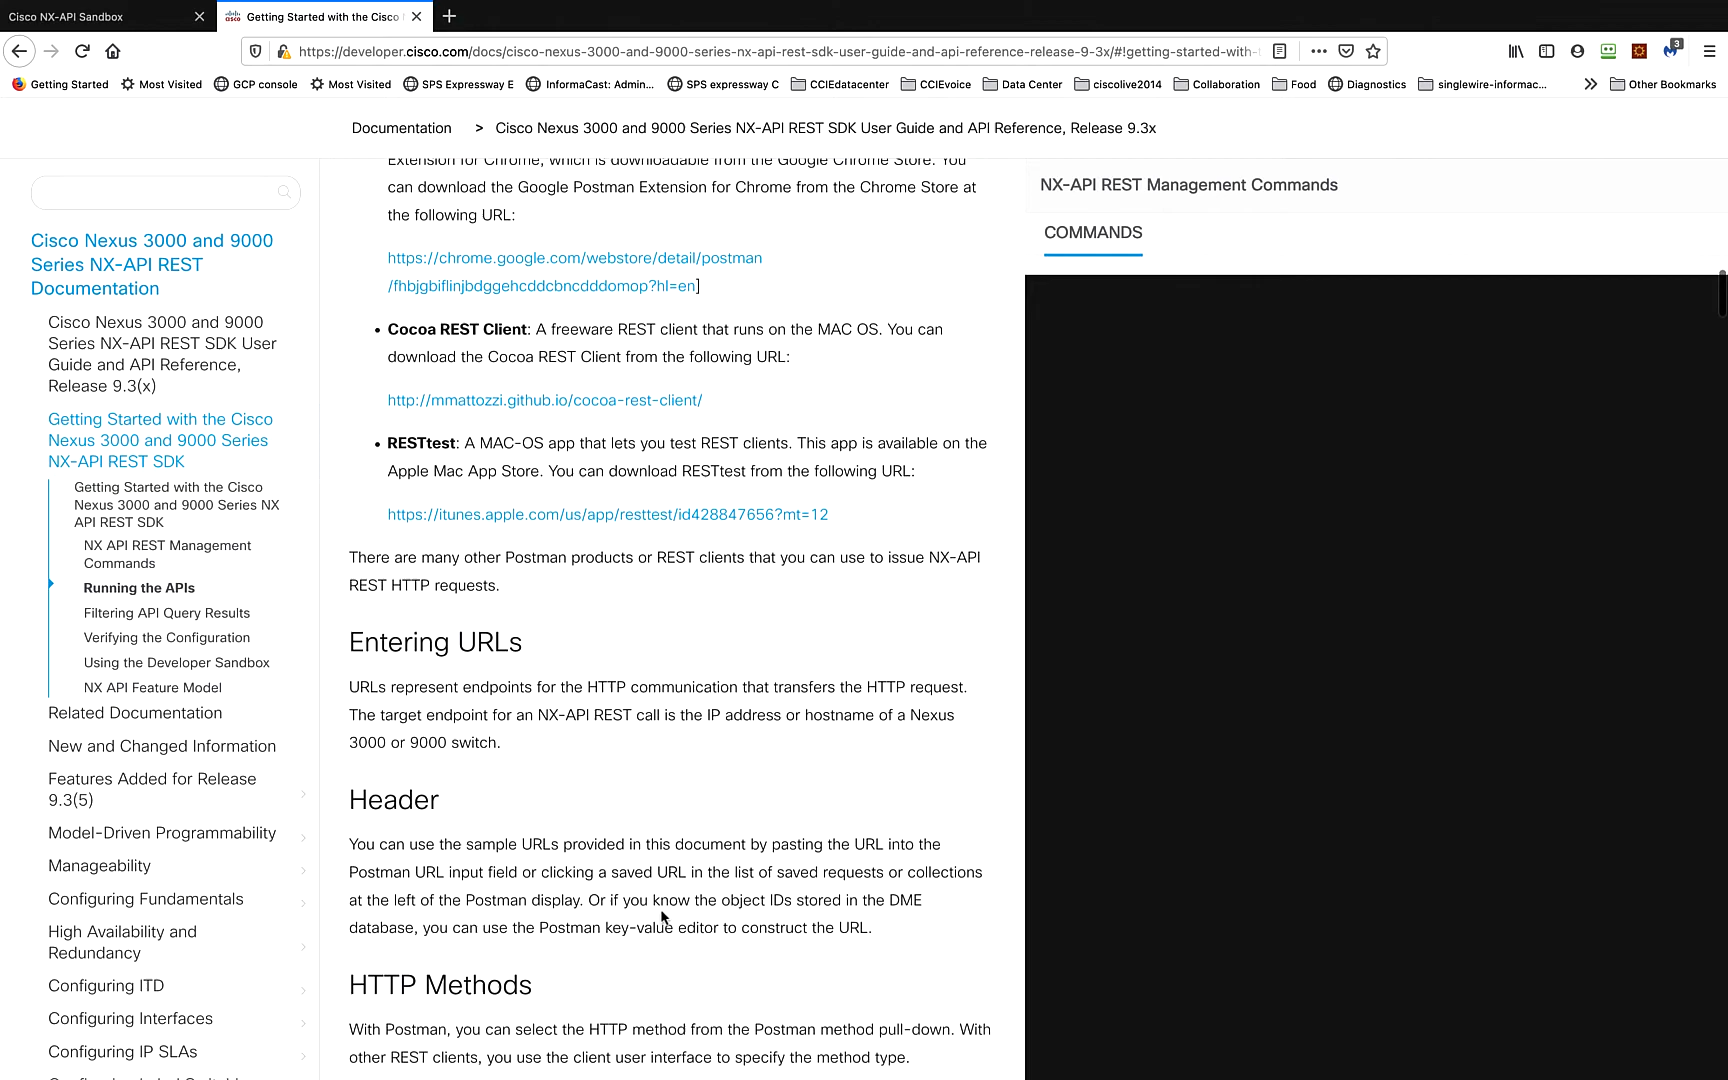 Cisco NX-API Sandbox
Getting Started with the Cisco
https://developer.cisco.com/docs/cisco-nexus-3000-and-9000-series-nx-api-rest-sdk-user-guide-and-api-reference-release-9-3x/#!getting-started-with-
3
Getting Started
Most Visited
GCP console
Most Visited
SPS Expressway E
InformaCast: Admin...
SPS expressway C
CCIEdatacenter
CCIEvoice
Data Center
ciscolive2014
Collaboration
Food
Diagnostics
singlewire-informac...
Other Bookmarks
Documentation > Cisco Nexus 3000 and 9000 Series NX-API REST SDK User Guide and API Reference, Release 9.3x
Cisco Nexus 3000 and 9000
Series NX-API REST
Documentation
Cisco Nexus 3000 and 9000
Series NX-API REST SDK User
Guide and API Reference,
Release 9.3(x)
Getting Started with the Cisco
Nexus 3000 and 9000 Series
NX-API REST SDK
Getting Started with the Cisco
Nexus 3000 and 9000 Series NX
API REST SDK
NX API REST Management
Commands
Running the APIs
Filtering API Query Results
Verifying the Configuration
Using the Developer Sandbox
NX API Feature Model
Related Documentation
New and Changed Information
Features Added for Release
9.3(5)
Model-Driven Programmability
Manageability
Configuring Fundamentals
High Availability and
Redundancy
Configuring ITD
Configuring Interfaces
Configuring IP SLAs
Extension for Chrome, which is downloadable from the Google Chrome Store. You
can download the Google Postman Extension for Chrome from the Chrome Store at
the following URL:
https://chrome.google.com/webstore/detail/postman
/fhbjgbiflinjbdggehcddcbncdddomop?hl=en]
• Cocoa REST Client: A freeware REST client that runs on the MAC OS. You can
download the Cocoa REST Client from the following URL:
http://mmattozzi.github.io/cocoa-rest-client/
• RESTtest: A MAC-OS app that lets you test REST clients. This app is available on the
Apple Mac App Store. You can download RESTtest from the following URL:
https://itunes.apple.com/us/app/resttest/id428847656?mt=12
There are many other Postman products or REST clients that you can use to issue NX-API
REST HTTP requests.
Entering URLs
URLs represent endpoints for the HTTP communication that transfers the HTTP request.
The target endpoint for an NX-API REST call is the IP address or hostname of a Nexus
3000 or 9000 switch.
Header
You can use the sample URLs provided in this document by pasting the URL into the
Postman URL input field or clicking a saved URL in the list of saved requests or collections
at the left of the Postman display. Or if you know the object IDs stored in the DME
database, you can use the Postman key-value editor to construct the URL.
HTTP Methods
With Postman, you can select the HTTP method from the Postman method pull-down. With
other REST clients, you use the client user interface to specify the method type.
NX-API REST Management Commands
COMMANDS